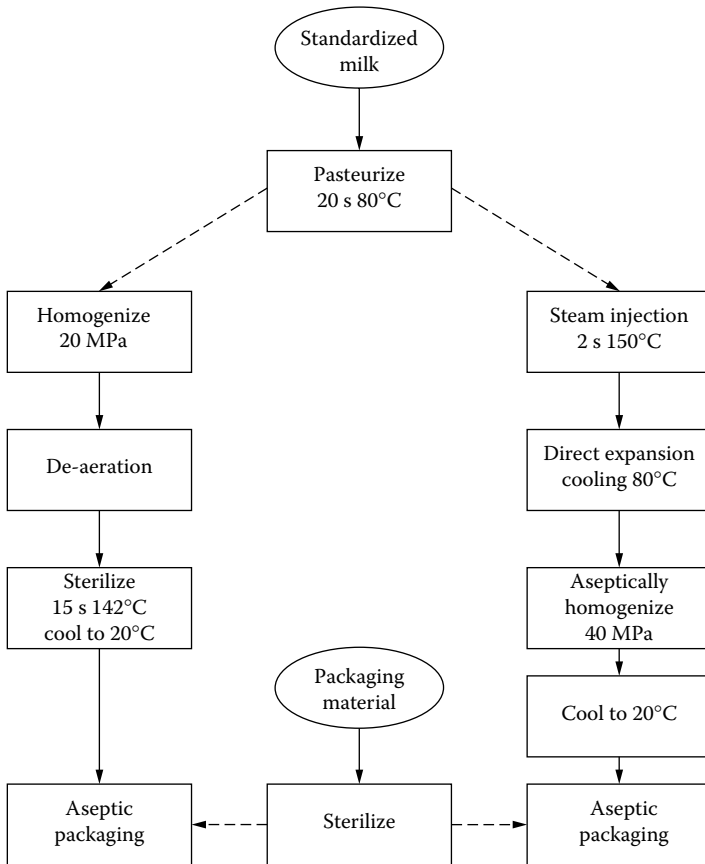 Standardized
milk
Pasteurize
20 s 80°C
Homogenize
20 MPa
De-aeration
Sterilize
15 s 142°C
cool to 20°C
Aseptic
packaging
Steam injection
2 s 150°C
Direct expansion
cooling 80°C
Aseptically
homogenize
40 MPa
Cool to 20°C
Aseptic
packaging
Packaging
material
Sterilize